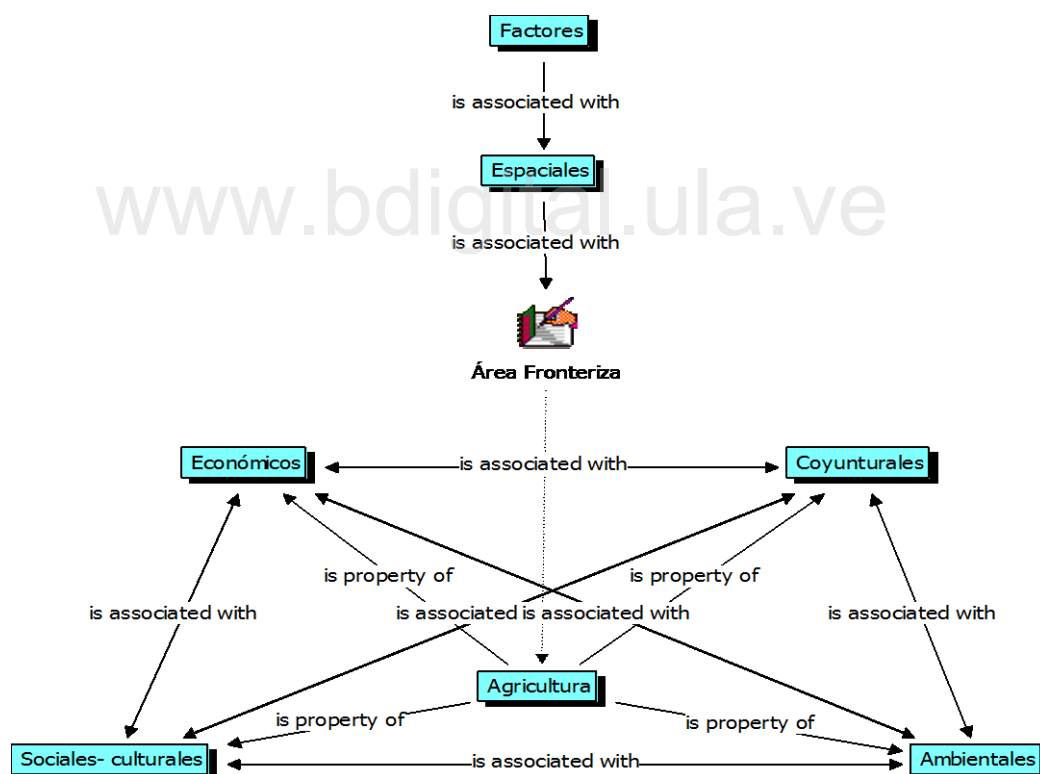 Factores
is associated with
Espaciales
www.bdigital.ula.ve
is associated with
Área Fronteriza
Económicos
is associated with
Coyunturales
is property of
is property of
is associated with
is associated
is associated with
is associated with
Agricultura
is property of
is property of
Sociales- culturales
is associated with
Ambientales